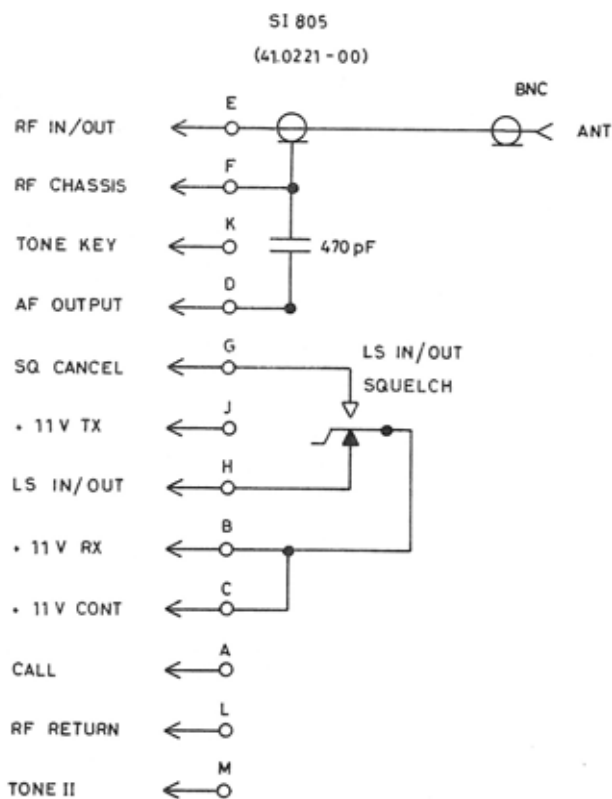 SI 805
(41.0221-00)
BNC
E
RF IN/OUT
ANT
F
RF CHASSIS
K
TONE KEY
470 pF
D
AF OUTPUT
G
LS IN/OUT
SQ CANCEL
SQUELCH
J
+ 11 V TX
H
LS IN/OUT
B
+ 11 V RX
C
+ 11 V CONT
A
CALL
L
RF RETURN
M
TONE II